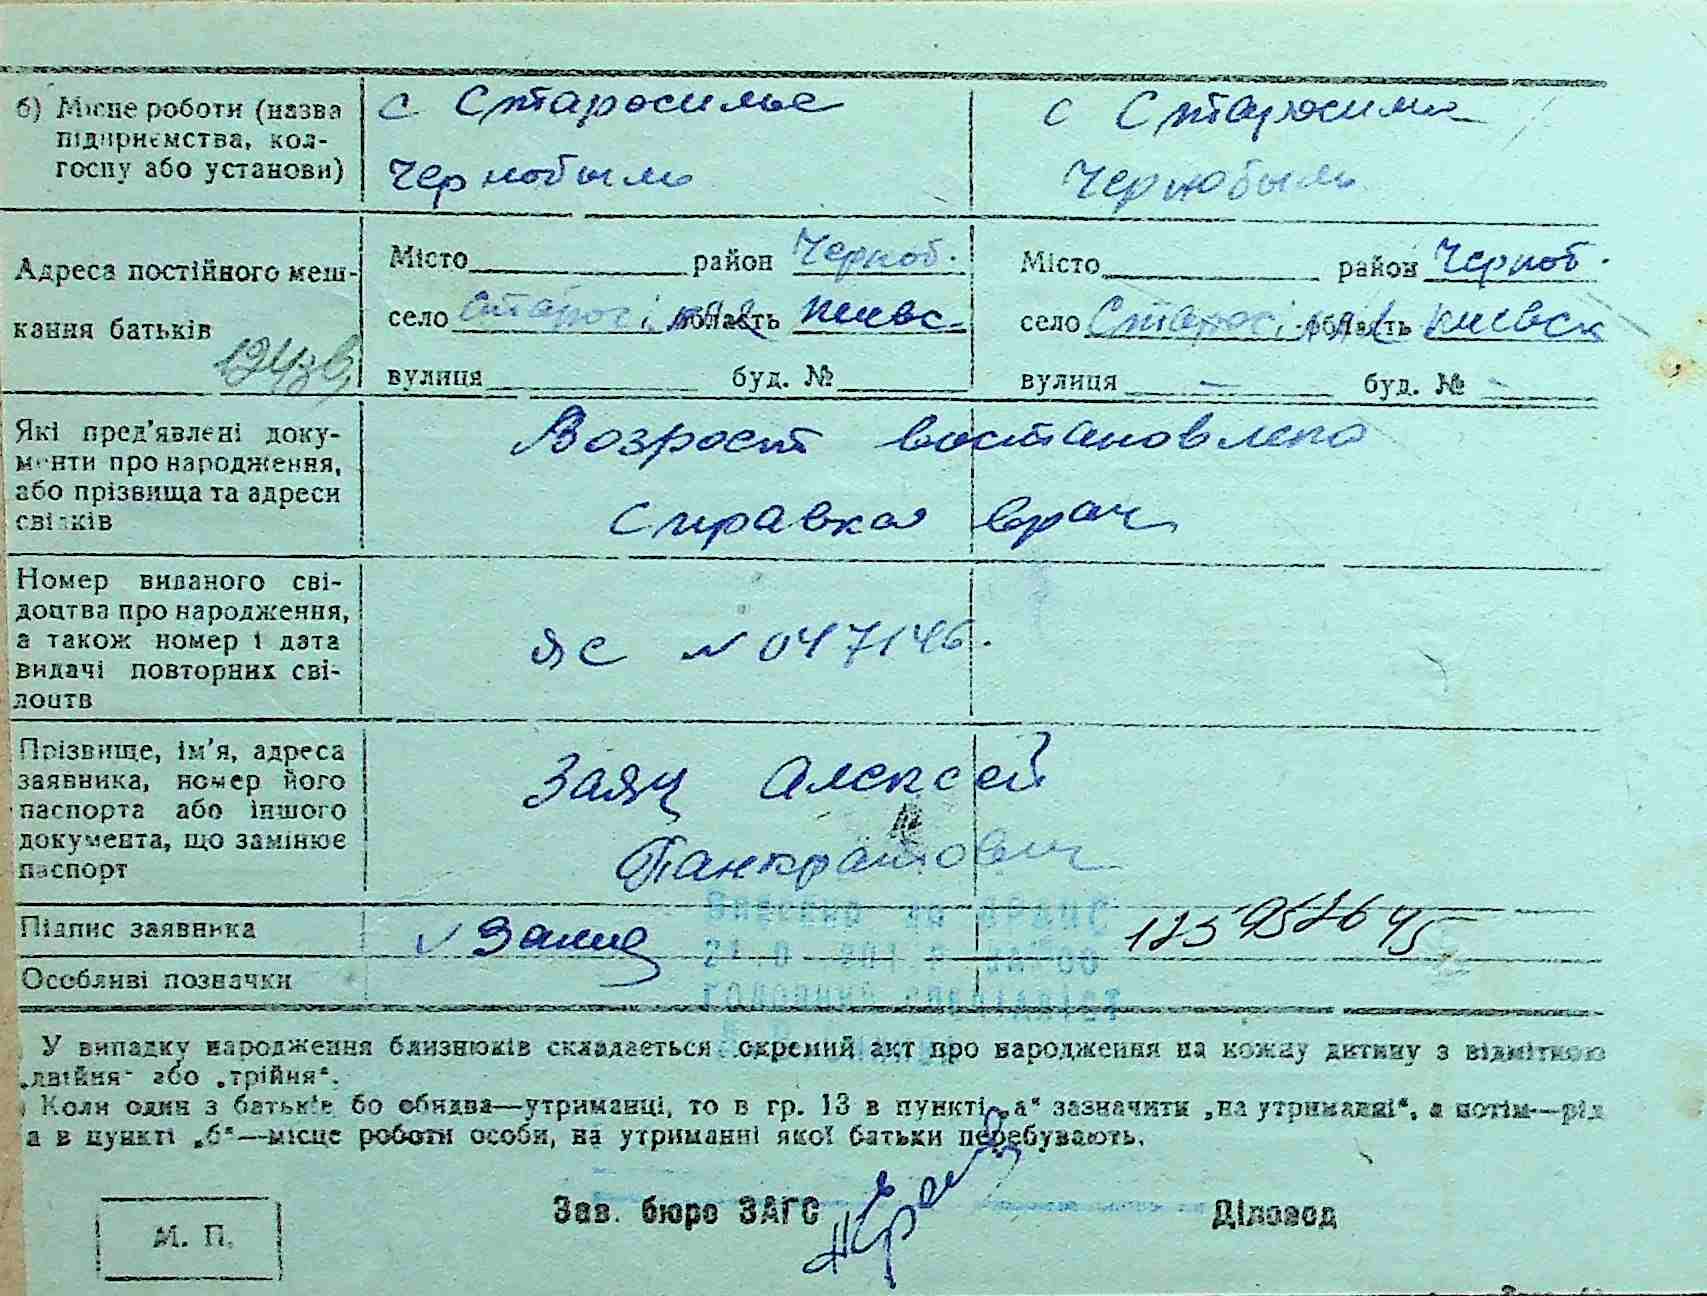 б) Місце роботи (назва підприємства, колгоспу або установи)
с Старосилье
Чернобыль
с Старосилье
Чернобыль
Адреса постійного мешкання батьків
Місто район Черноб.
село область Киевс
вулиця буд. №
Місто район Черноб.
село область Киевск
вулиця — буд. № —
Які пред'явлені документи про народження, або прізвища та адреси свідків
Возрост востановлено
Справка врач
Номер виданого свідоцтва про народження, а також номер і дата видачі повторних свідоцтв
ЯС N 047146.
Прізвище, ім'я, адреса заявника, номер його паспорта або іншого документа, що замінює паспорт
Заяц Алексей
Панкратович
Підпис заявника
Особливі позначки
У випадку народження близнюків складається окремий акт про народження на кожну дитину з відміткою
„двійня" або „трійня".
Коли один з батьків бо обидва—утриманці, то в гр. 13 в пункті „а" зазначити „на утриманні", а потім—рід
а в пункті „б"—місце роботи особи, на утриманні якої батьки перебувають.
М. П.
Зав. бюро ЗАГС
Діловод